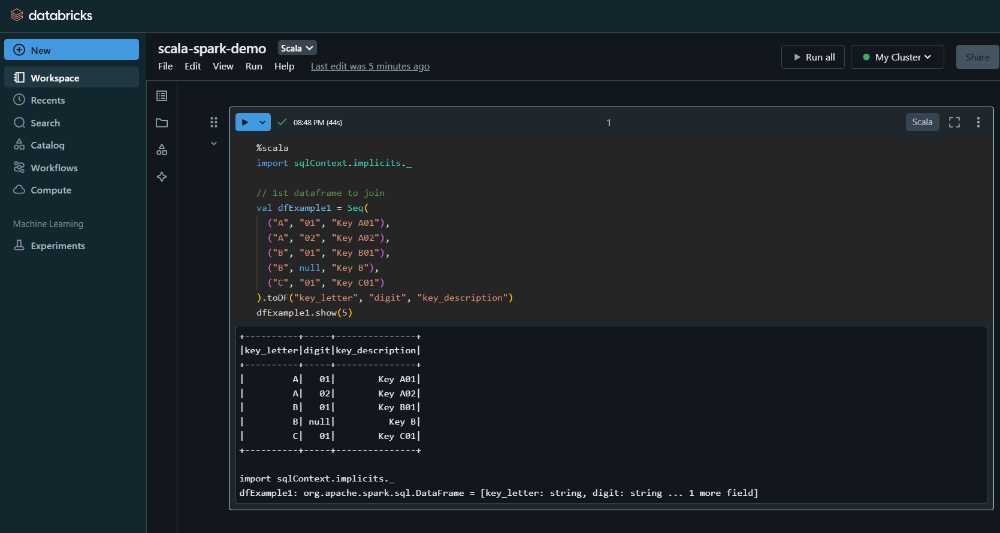 databricks
New
Workspace
Recents
Search
Catalog
Workflows
Compute
Machine Learning
Experiments
scala-spark-demo Scala
File Edit View Run Help Last edit was 5 minutes ago
Run all My Cluster Share
08:48 PM (44s) 1 Scala
%scala
import sqlContext.implicits._
// 1st dataframe to join
val dfExample1 = Seq(
  ("A", "01", "Key A01"),
  ("A", "02", "Key A02"),
  ("B", "01", "Key B01"),
  ("B", null, "Key B"),
  ("C", "01", "Key C01")
).toDF("key_letter", "digit", "key_description")
dfExample1.show(5)
+----------+-----+---------------+
|key_letter|digit|key_description|
+----------+-----+---------------+
|         A|   01|        Key A01|
|         A|   02|        Key A02|
|         B|   01|        Key B01|
|         B| null|          Key B|
|         C|   01|        Key C01|
+----------+-----+---------------+
import sqlContext.implicits._
dfExample1: org.apache.spark.sql.DataFrame = [key_letter: string, digit: string ... 1 more field]